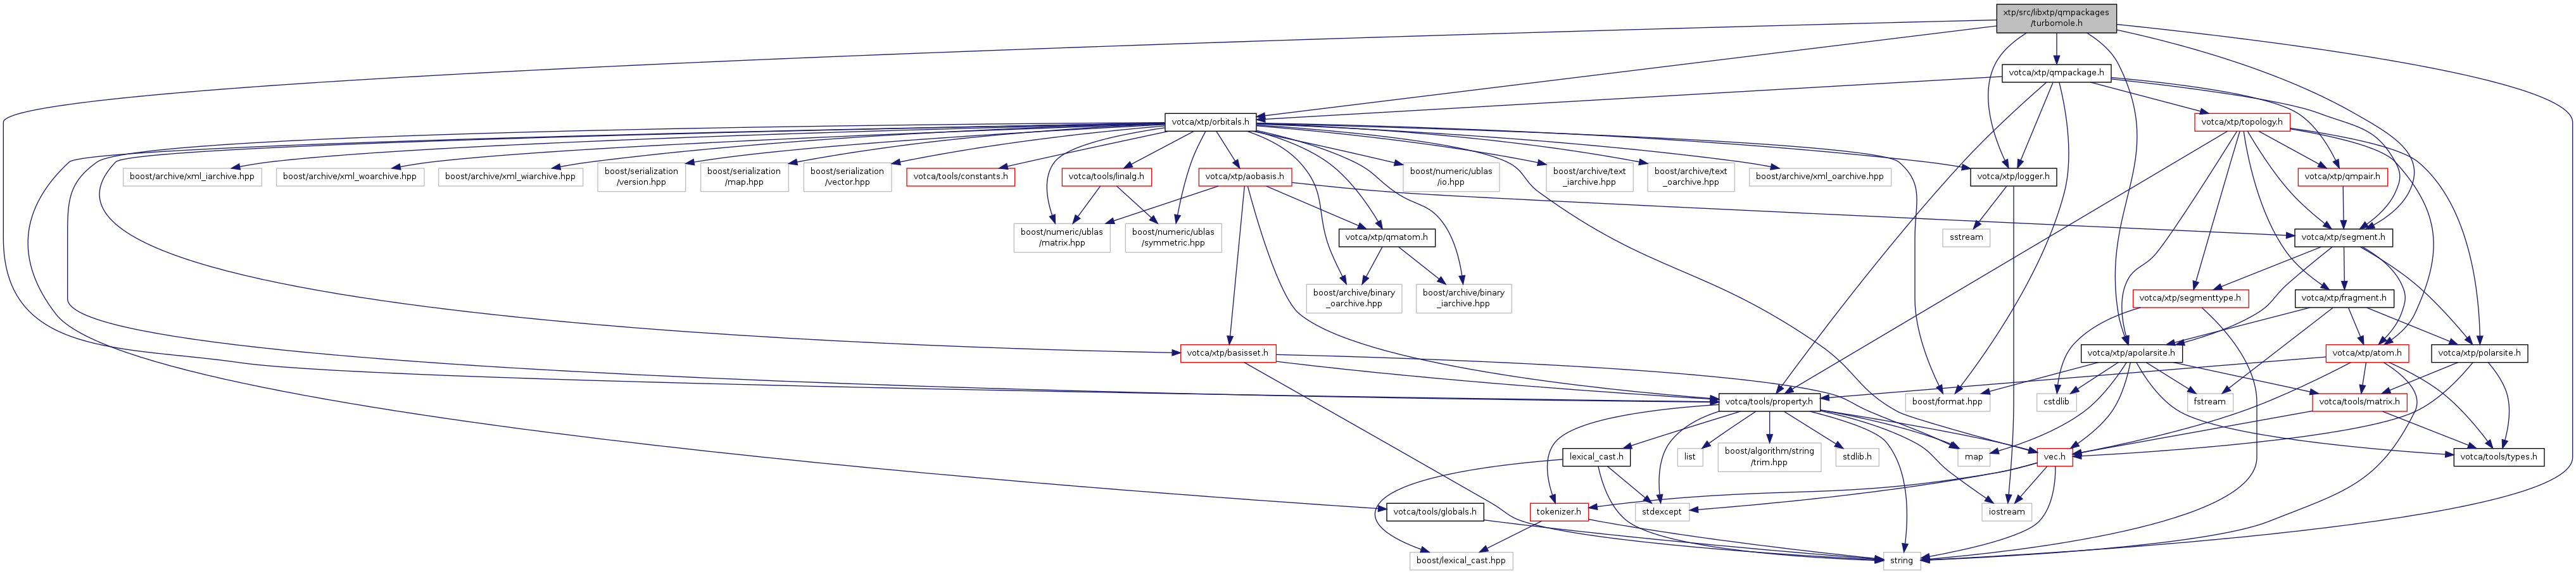 xtp/src/libxtp/qmpackages
/turbomole.h
votca/xtp/qmpackage.h
votca/xtp/orbitals.h
votca/xtp/topology.h
boost/archive/xml_iarchive.hpp
boost/archive/xml_woarchive.hpp
boost/archive/xml_wiarchive.hpp
boost/serialization
/version.hpp
boost/serialization
/map.hpp
boost/serialization
/vector.hpp
votca/tools/constants.h
votca/tools/linalg.h
votca/xtp/aobasis.h
boost/numeric/ublas
/io.hpp
boost/archive/text
_iarchive.hpp
boost/archive/text
_oarchive.hpp
boost/archive/xml_oarchive.hpp
votca/xtp/logger.h
votca/xtp/qmpair.h
boost/numeric/ublas
/matrix.hpp
boost/numeric/ublas
/symmetric.hpp
votca/xtp/qmatom.h
sstream
votca/xtp/segment.h
boost/archive/binary
_oarchive.hpp
boost/archive/binary
_iarchive.hpp
votca/xtp/segmenttype.h
votca/xtp/fragment.h
votca/xtp/basisset.h
votca/xtp/apolarsite.h
votca/xtp/atom.h
votca/xtp/polarsite.h
votca/tools/property.h
boost/format.hpp
cstdlib
fstream
votca/tools/matrix.h
lexical_cast.h
list
boost/algorithm/string
/trim.hpp
stdlib.h
map
vec.h
votca/tools/types.h
votca/tools/globals.h
tokenizer.h
stdexcept
iostream
boost/lexical_cast.hpp
string